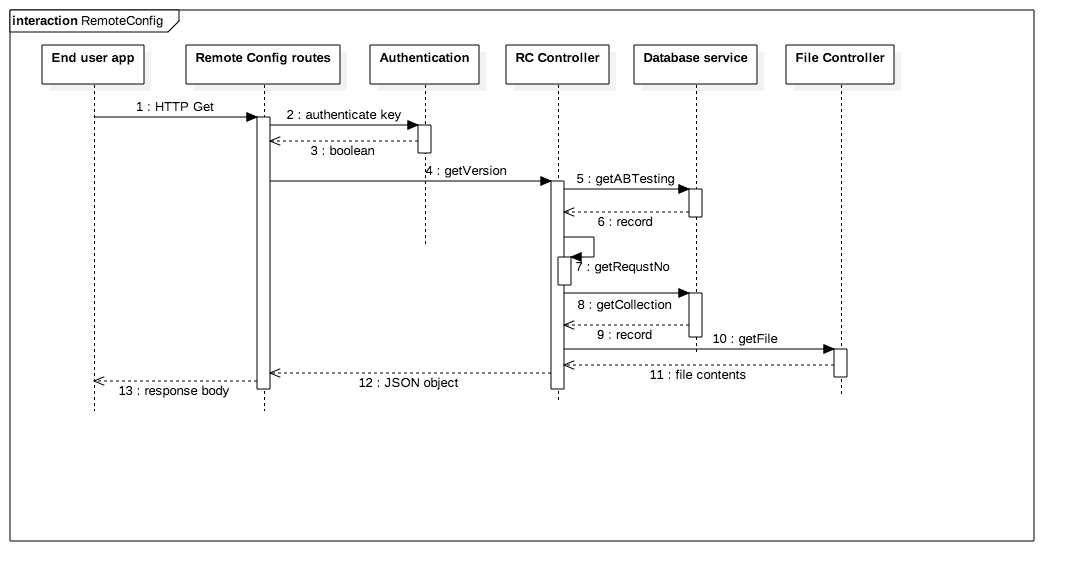 interaction RemoteConfig
End user app
Remote Config routes
Authentication
RC Controller
Database service
File Controller
1 : HTTP Get
2 : authenticate key
3 : boolean
4 : getVersion
5 : getABTesting
6 : record
7 : getRequstNo
8 : getCollection
9 : record
10 : getFile
11 : file contents
12 : JSON object
13 : response body